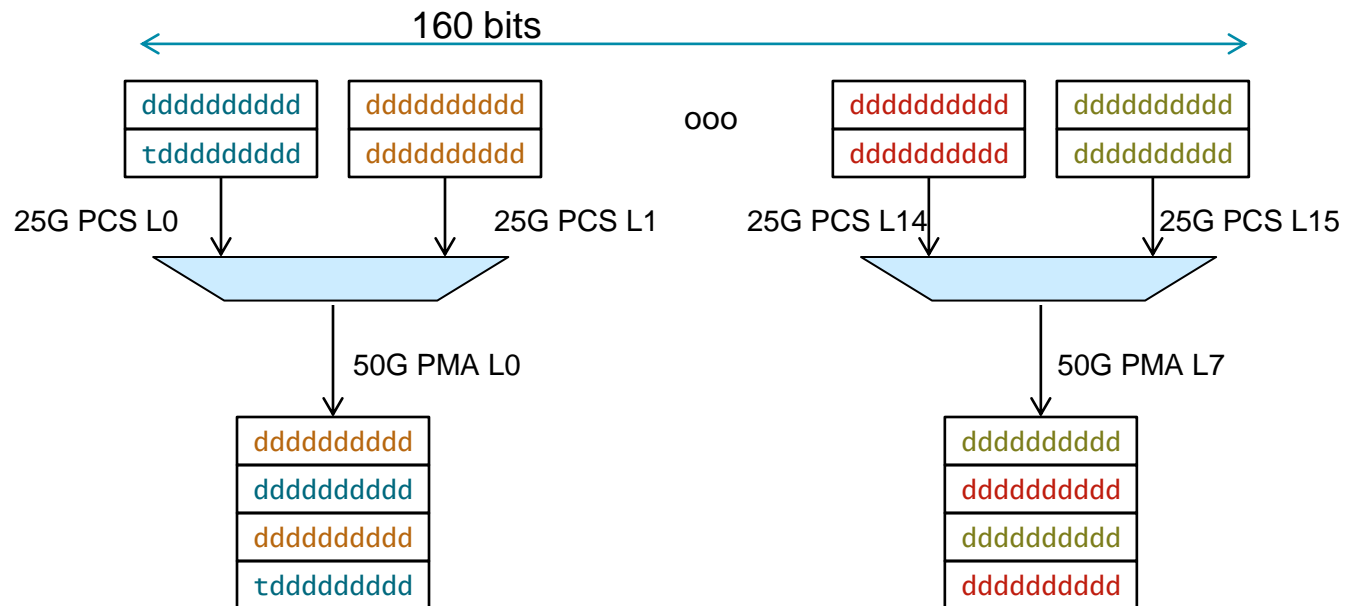 160 bits
dddddddddd dddddddddd ooo dddddddddd dddddddddd
tddddddddd dddddddddd dddddddddd dddddddddd
25G PCS L0 25G PCS L1 25G PCS L14 25G PCS L15
50G PMA L0 50G PMA L7
dddddddddd dddddddddd
dddddddddd dddddddddd
dddddddddd dddddddddd
tddddddddd dddddddddd